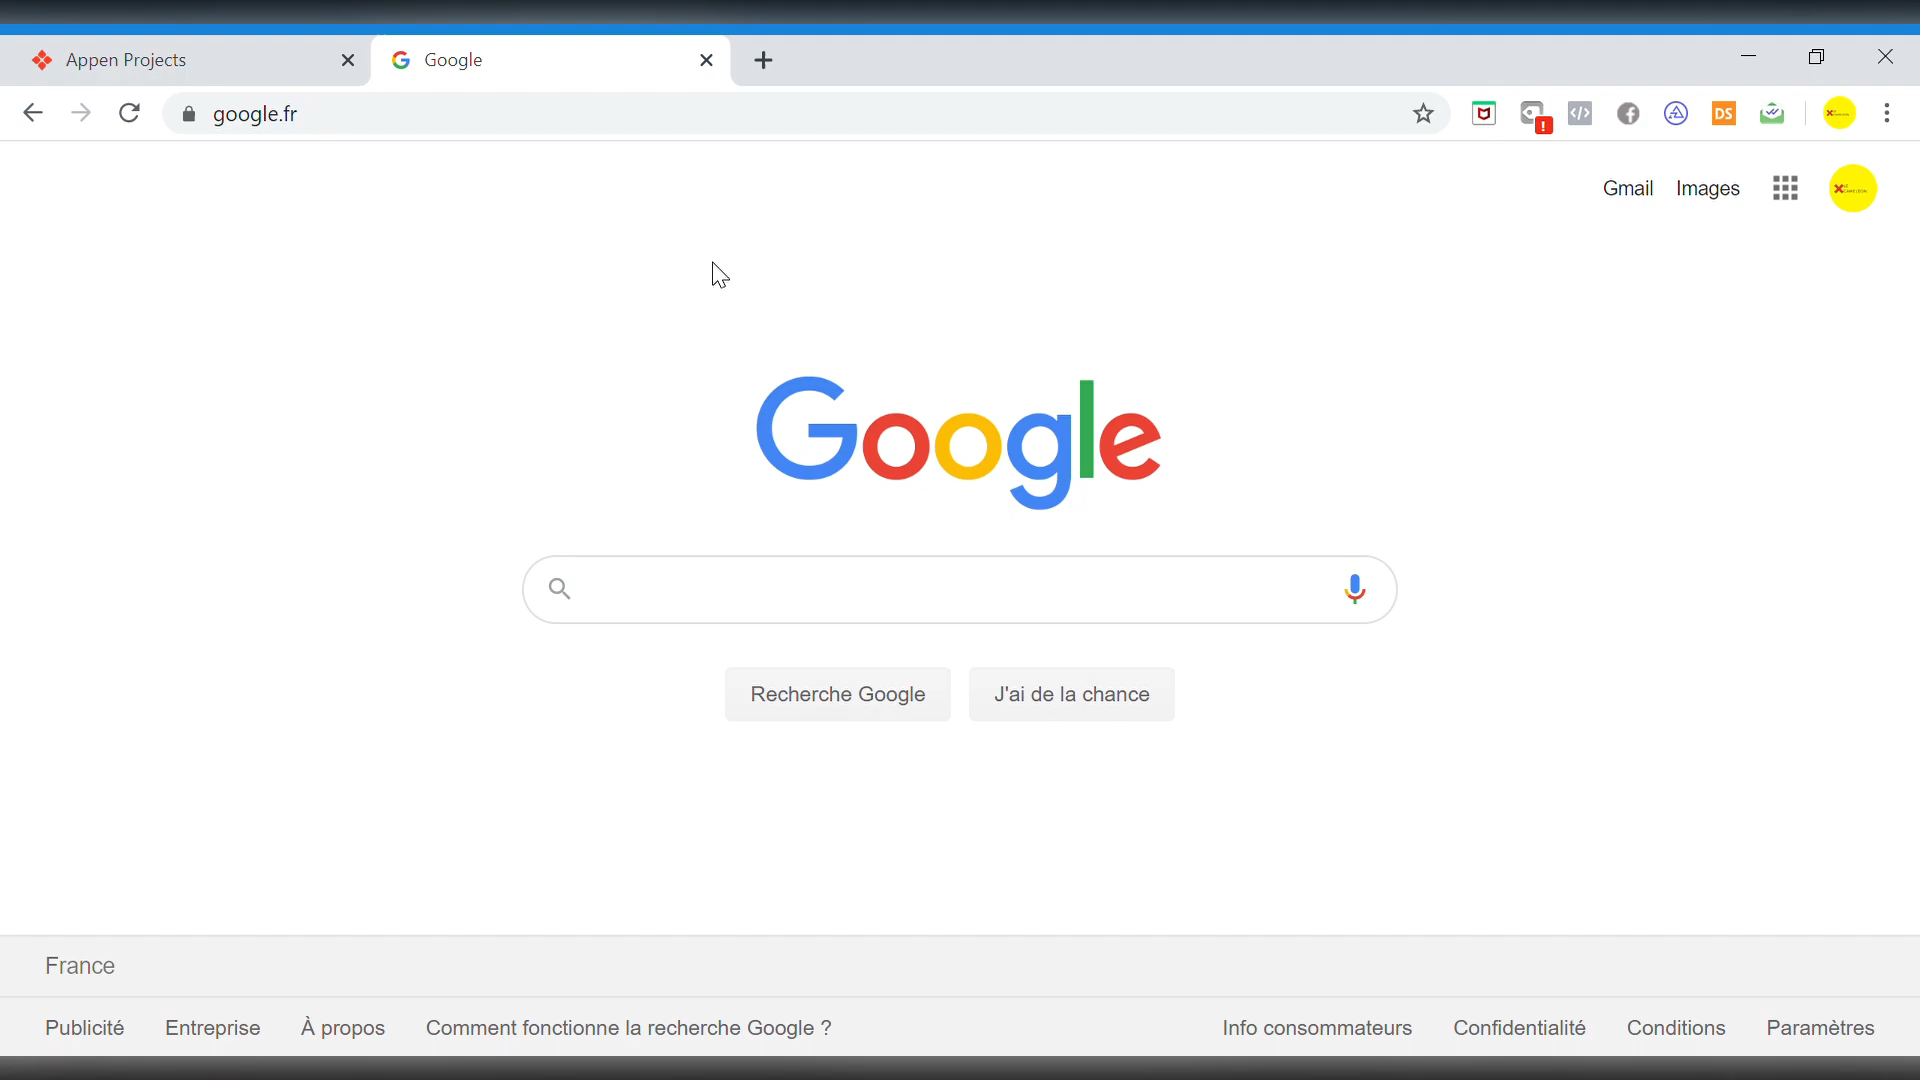 Appen Projects
Google
google.fr
DS
Gmail
Images
Google
Recherche Google
J'ai de la chance
France
Publicité
Entreprise
À propos
Comment fonctionne la recherche Google ?
Info consommateurs
Confidentialité
Conditions
Paramètres